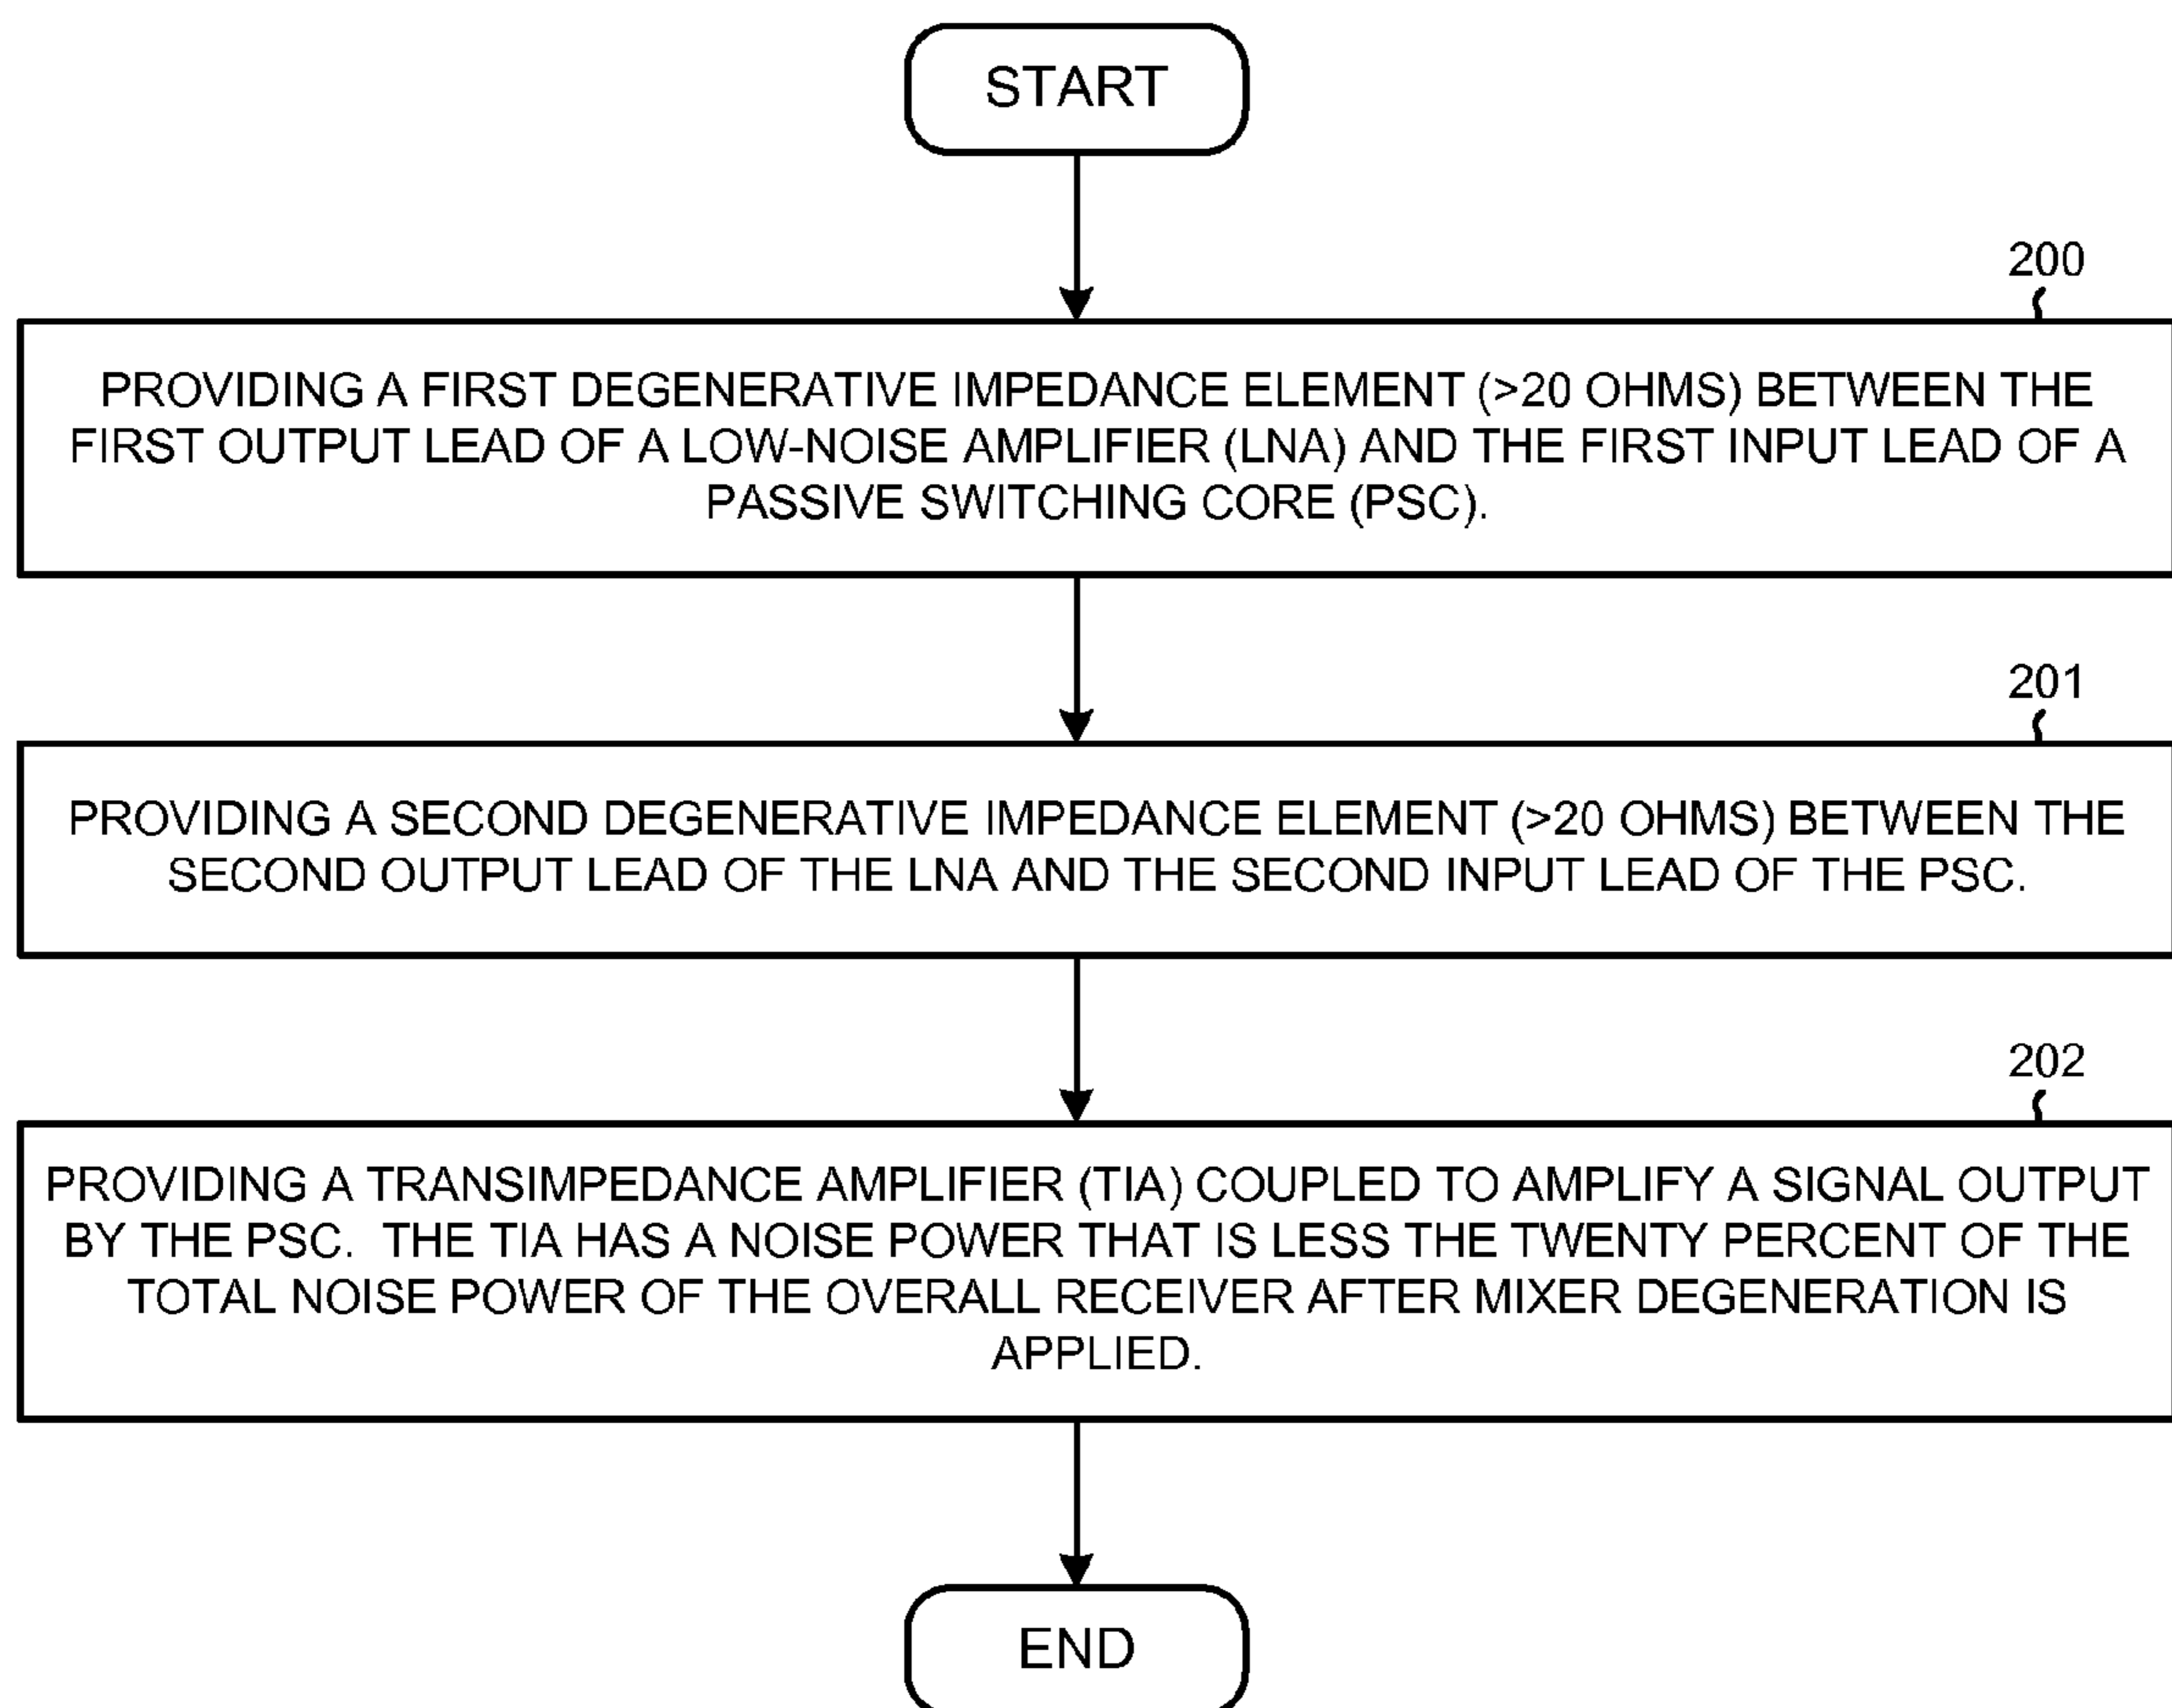 START
200
PROVIDING A FIRST DEGENERATIVE IMPEDANCE ELEMENT (>20 OHMS) BETWEEN THE
FIRST OUTPUT LEAD OF A LOW-NOISE AMPLIFIER (LNA) AND THE FIRST INPUT LEAD OF A
PASSIVE SWITCHING CORE (PSC).
201
PROVIDING A SECOND DEGENERATIVE IMPEDANCE ELEMENT (>20 OHMS) BETWEEN THE
SECOND OUTPUT LEAD OF THE LNA AND THE SECOND INPUT LEAD OF THE PSC.
202
PROVIDING A TRANSIMPEDANCE AMPLIFIER (TIA) COUPLED TO AMPLIFY A SIGNAL OUTPUT
BY THE PSC. THE TIA HAS A NOISE POWER THAT IS LESS THE TWENTY PERCENT OF THE
TOTAL NOISE POWER OF THE OVERALL RECEIVER AFTER MIXER DEGENERATION IS
APPLIED.
END